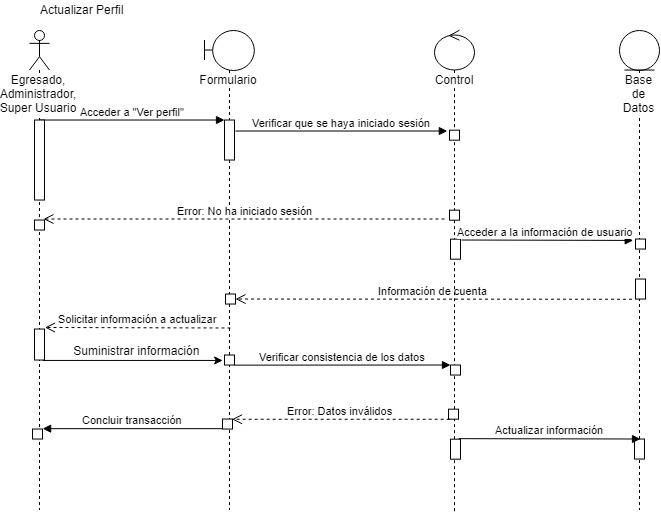 Actualizar Perfil
Egresado,
Administrador,
Super Usuario
Formulario
Control
Base
de
Datos
Acceder a "Ver perfil"
Verificar que se haya iniciado sesión
Error: No ha iniciado sesión
Acceder a la información de usuario
Información de cuenta
Solicitar información a actualizar
Suministrar información
Verificar consistencia de los datos
Error: Datos inválidos
Concluir transacción
Actualizar información